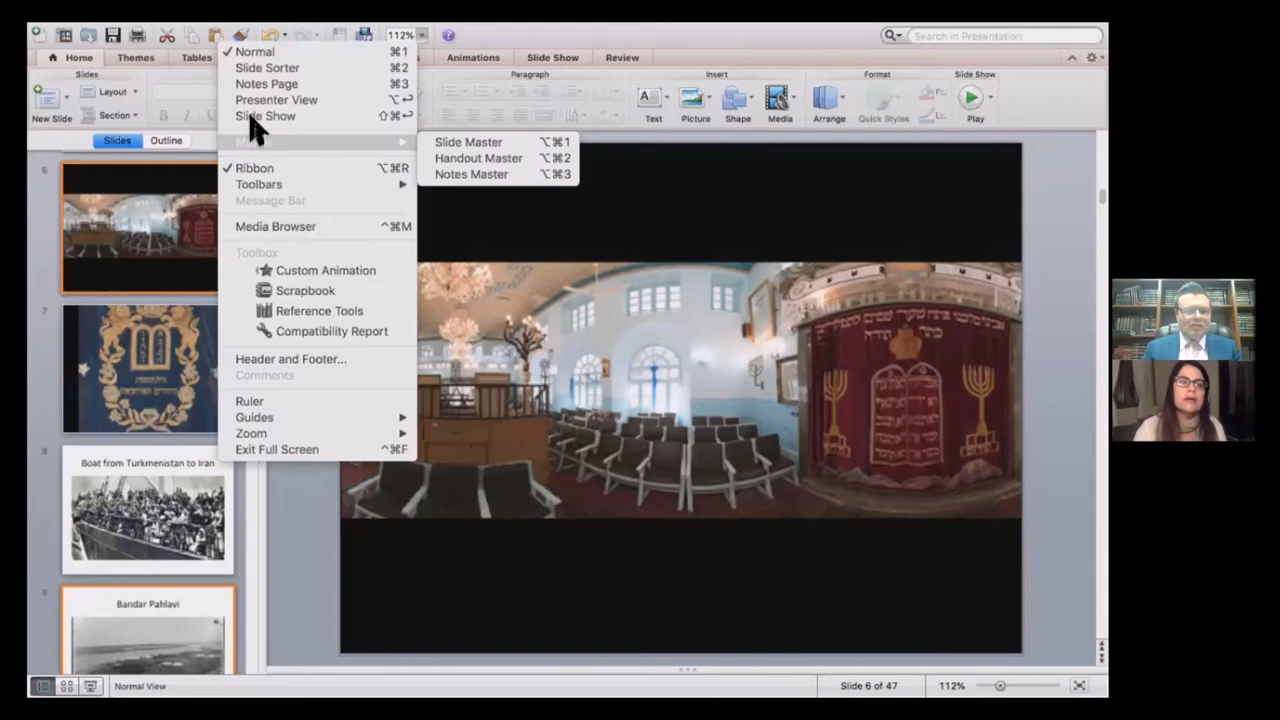 112%
Search in Presentation
Home
Themes
Tables
Animations
Slide Show
Review
Slides
Paragraph
Insert
Format
Slide Show
New Slide
Layout
Section
B I U
Text
Picture
Shape
Media
Arrange
Quick Styles
Play
Slides
Outline
✓ Normal ⌘1
Slide Sorter ⌘2
Notes Page ⌘3
Presenter View ⌥↩
Slide Show ⇧⌘↩
Slide Master ⌥⌘1
Handout Master ⌥⌘2
Notes Master ⌥⌘3
✓ Ribbon ⌥⌘R
Toolbars
Message Bar
Media Browser ^⌘M
Toolbox
Custom Animation
Scrapbook
Reference Tools
Compatibility Report
Header and Footer...
Comments
Ruler
Guides
Zoom
Exit Full Screen ^⌘F
6
7
8
Boat from Turkmenistan to Iran
9
Bandar Pahlavi
כתר תורה
Normal View
Slide 6 of 47
112%